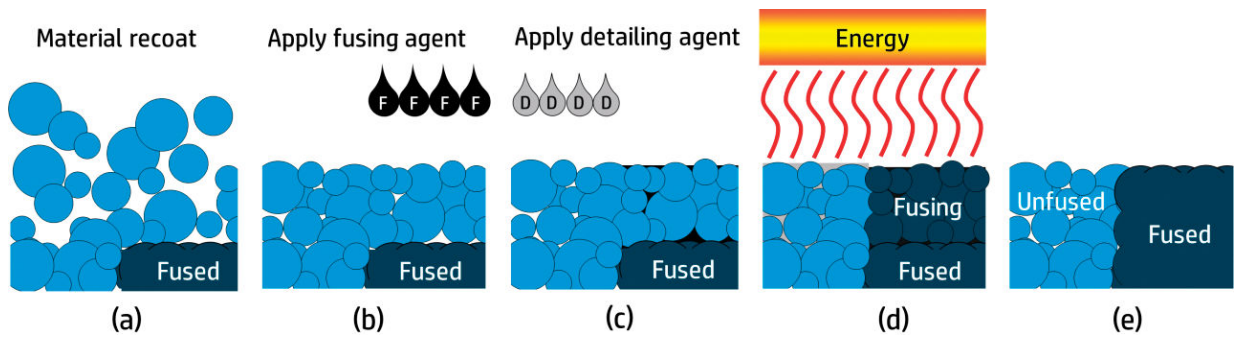 Material recoat
Apply fusing agent
Apply detailing agent
Energy
F F F F
D D D D
Fused
Fused
Fused
Fusing
Fused
Unfused
Fused
(a)
(b)
(c)
(d)
(e)